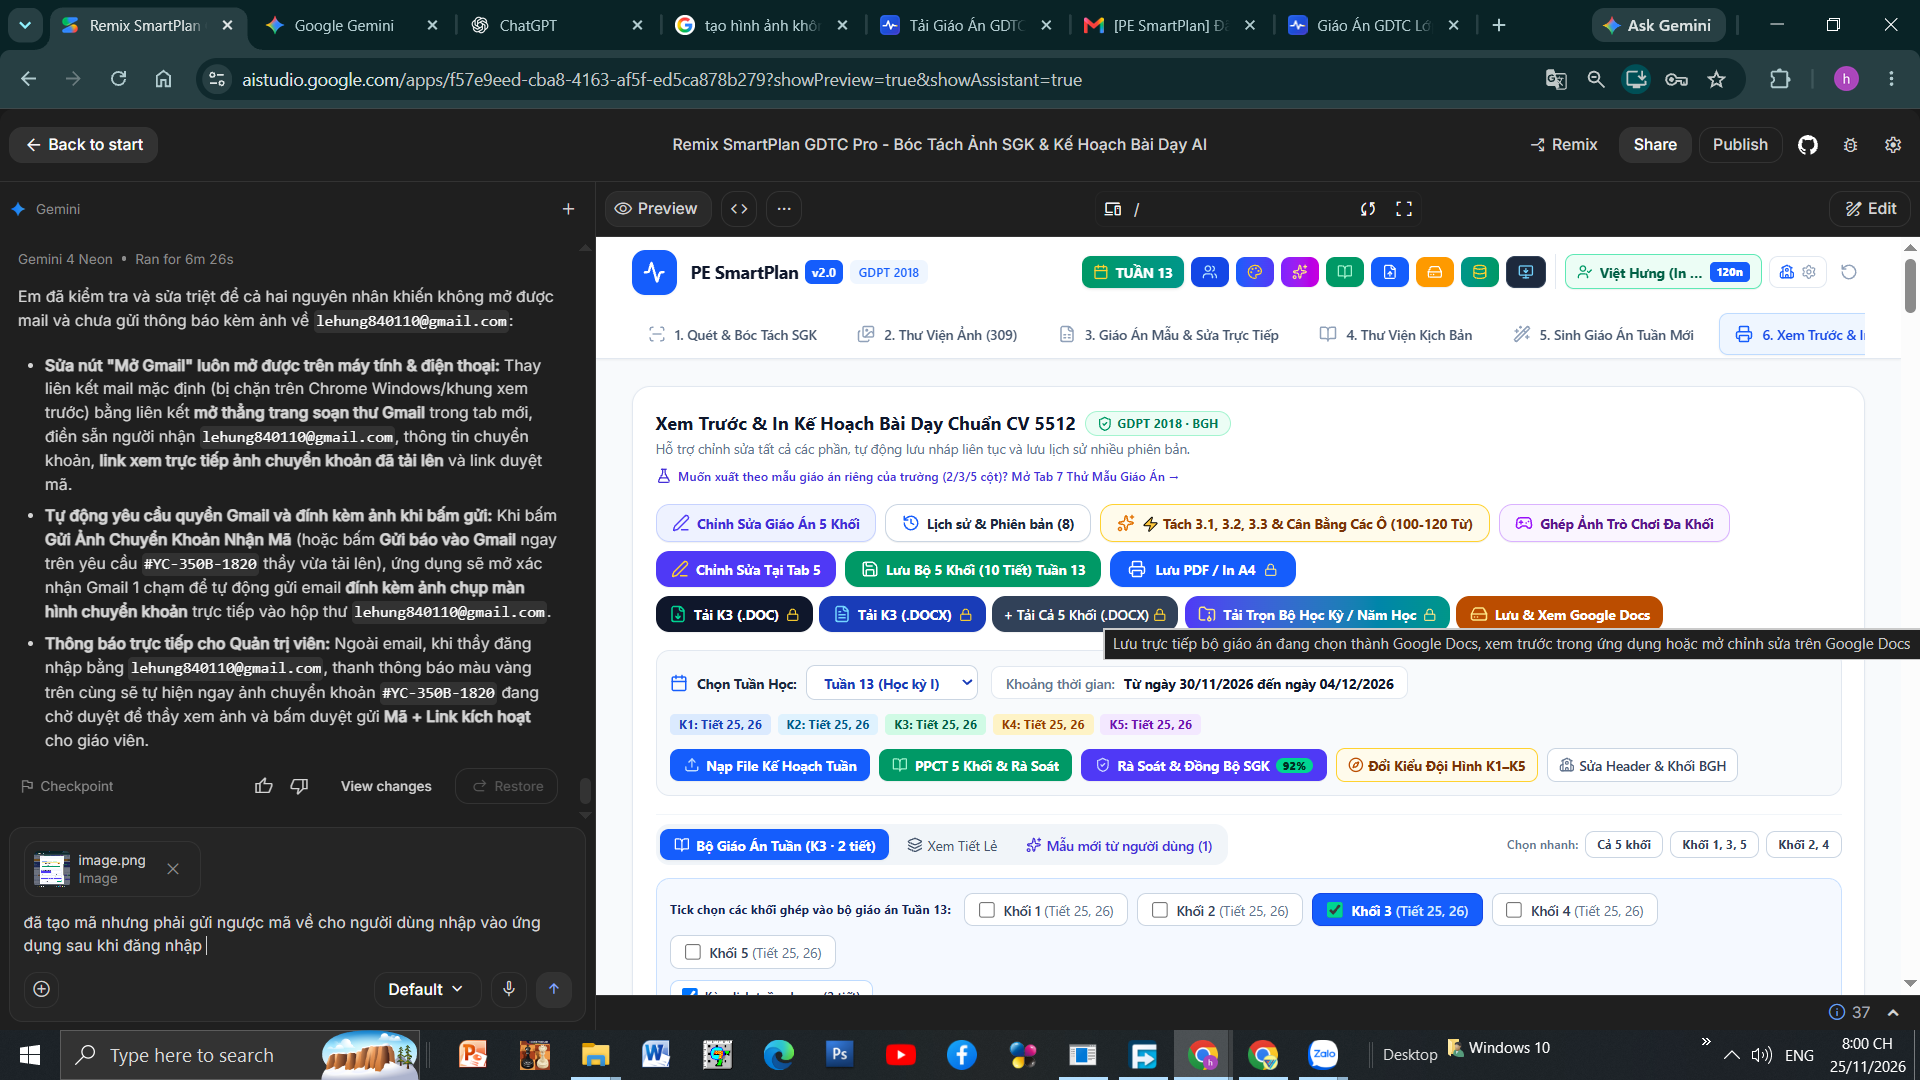 Remix SmartPlan
Google Gemini
ChatGPT
tạo hình ảnh khôn
Tải Giáo Án GDTC
[PE SmartPlan] Đã
Giáo Án GDTC Lớ
Ask Gemini
aistudio.google.com/apps/f57e9eed-cba8-4163-af5f-ed5ca878b279?showPreview=true&showAssistant=true
h
Back to start
Remix SmartPlan GDTC Pro - Bóc Tách Ảnh SGK & Kế Hoạch Bài Dạy AI
Remix
Share
Publish
Gemini
Preview
/
Edit
Gemini 4 Neon • Ran for 6m 26s
Em đã kiểm tra và sửa triệt để cả hai nguyên nhân khiến không mở được
mail và chưa gửi thông báo kèm ảnh về lehung840110@gmail.com:
• Sửa nút "Mở Gmail" luôn mở được trên máy tính & điện thoại: Thay
liên kết mail mặc định (bị chặn trên Chrome Windows/khung xem
trước) bằng liên kết mở thẳng trang soạn thư Gmail trong tab mới,
điền sẵn người nhận lehung840110@gmail.com, thông tin chuyển
khoản, link xem trực tiếp ảnh chuyển khoản đã tải lên và link duyệt
mã.
• Tự động yêu cầu quyền Gmail và đính kèm ảnh khi bấm gửi: Khi bấm
Gửi Ảnh Chuyển Khoản Nhận Mã (hoặc bấm Gửi báo vào Gmail ngay
trên yêu cầu #YC-350B-1820 thầy vừa tải lên), ứng dụng sẽ mở xác
nhận Gmail 1 chạm để tự động gửi email đính kèm ảnh chụp màn
hình chuyển khoản trực tiếp vào hộp thư lehung840110@gmail.com.
• Thông báo trực tiếp cho Quản trị viên: Ngoài email, khi thầy đăng
nhập bằng lehung840110@gmail.com, thanh thông báo màu vàng
trên cùng sẽ tự hiện ngay ảnh chuyển khoản #YC-350B-1820 đang
chờ duyệt để thầy xem ảnh và bấm duyệt gửi Mã + Link kích hoạt
cho giáo viên.
Checkpoint
View changes
Restore
image.png
Image
đã tạo mã nhưng phải gửi ngược mã về cho người dùng nhập vào ứng
dụng sau khi đăng nhập
Default
PE SmartPlan v2.0 GDPT 2018
TUẦN 13
Việt Hưng (In ... 120n
1. Quét & Bóc Tách SGK
2. Thư Viện Ảnh (309)
3. Giáo Án Mẫu & Sửa Trực Tiếp
4. Thư Viện Kịch Bản
5. Sinh Giáo Án Tuần Mới
6. Xem Trước & I
Xem Trước & In Kế Hoạch Bài Dạy Chuẩn CV 5512 GDPT 2018 · BGH
Hỗ trợ chỉnh sửa tất cả các phần, tự động lưu nháp liên tục và lưu lịch sử nhiều phiên bản.
Muốn xuất theo mẫu giáo án riêng của trường (2/3/5 cột)? Mở Tab 7 Thử Mẫu Giáo Án →
Chỉnh Sửa Giáo Án 5 Khối
Lịch sử & Phiên bản (8)
Tách 3.1, 3.2, 3.3 & Cân Bằng Các Ô (100-120 Từ)
Ghép Ảnh Trò Chơi Đa Khối
Chỉnh Sửa Tại Tab 5
Lưu Bộ 5 Khối (10 Tiết) Tuần 13
Lưu PDF / In A4
Tải K3 (.DOC)
Tải K3 (.DOCX)
+ Tải Cả 5 Khối (.DOCX)
Tải Trọn Bộ Học Kỳ / Năm Học
Lưu & Xem Google Docs
Lưu trực tiếp bộ giáo án đang chọn thành Google Docs, xem trước trong ứng dụng hoặc mở chỉnh sửa trên Google Docs
Chọn Tuần Học: Tuần 13 (Học kỳ I)
Khoảng thời gian: Từ ngày 30/11/2026 đến ngày 04/12/2026
K1: Tiết 25, 26
K2: Tiết 25, 26
K3: Tiết 25, 26
K4: Tiết 25, 26
K5: Tiết 25, 26
Nạp File Kế Hoạch Tuần
PPCT 5 Khối & Rà Soát
Rà Soát & Đồng Bộ SGK 92%
Đổi Kiểu Đội Hình K1–K5
Sửa Header & Khối BGH
Bộ Giáo Án Tuần (K3 · 2 tiết)
Xem Tiết Lẻ
Mẫu mới từ người dùng (1)
Chọn nhanh:
Cả 5 khối
Khối 1, 3, 5
Khối 2, 4
Tick chọn các khối ghép vào bộ giáo án Tuần 13:
Khối 1 (Tiết 25, 26)
Khối 2 (Tiết 25, 26)
Khối 3 (Tiết 25, 26)
Khối 4 (Tiết 25, 26)
Khối 5 (Tiết 25, 26)
37
Type here to search
Desktop
Windows 10
ENG
8:00 CH
25/11/2026
Zalo